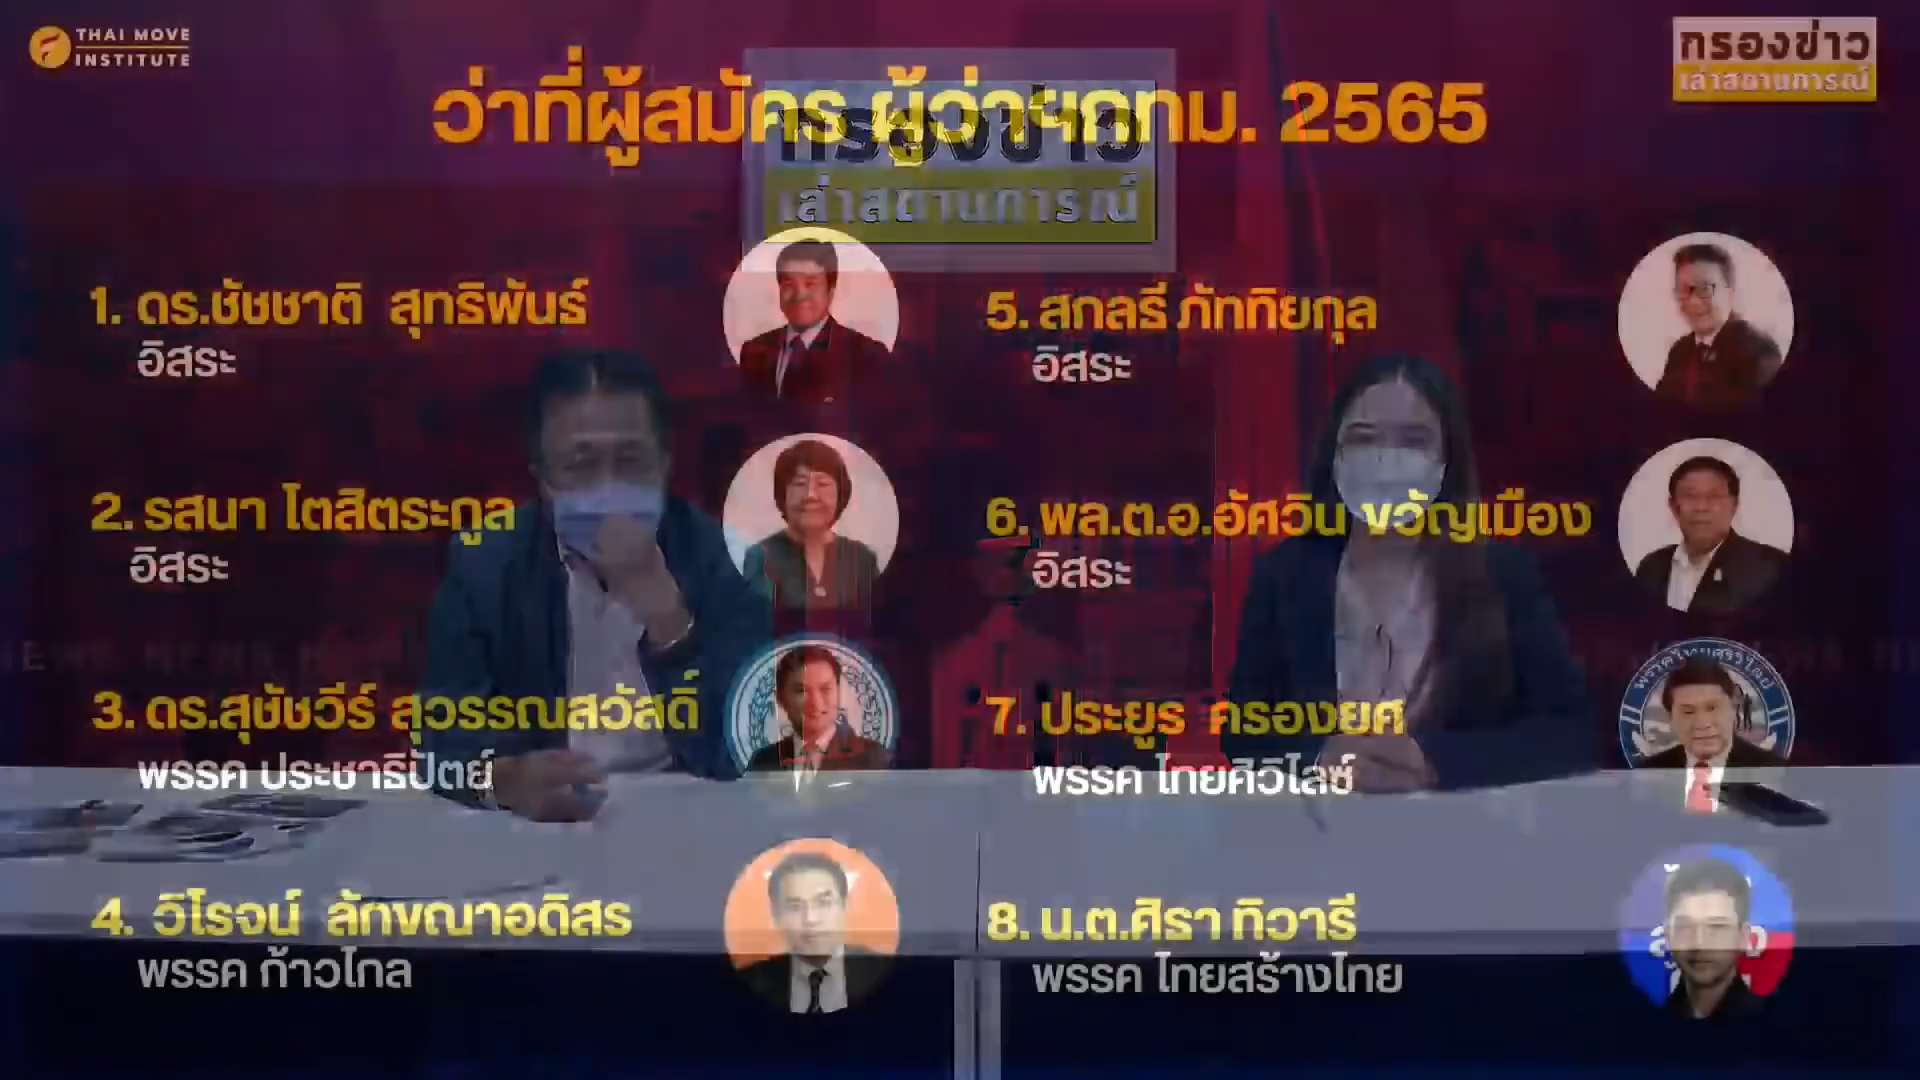 THAI MOVE
INSTITUTE
กรองข่าว
เล่าสถานการณ์
ว่าที่ผู้สมัคร ผู้ว่าฯกทม. 2565
กรองข่าว
เล่าสถานการณ์
1. ดร.ชัชชาติ สุทธิพันธ์
อิสระ
2. รสนา โตสิตระกูล
อิสระ
3. ดร.สุชัชวีร์ สุวรรณสวัสดิ์
พรรค ประชาธิปัตย์
4. วิโรจน์ ลักขณาอดิสร
พรรค ก้าวไกล
5. สกลธี ภัททิยกุล
อิสระ
6. พล.ต.อ.อัศวิน ขวัญเมือง
อิสระ
7. ประยูร ครองยศ
พรรค ไทยศิวิไลซ์
8. น.ต.ศิธา ทิวารี
พรรค ไทยสร้างไทย